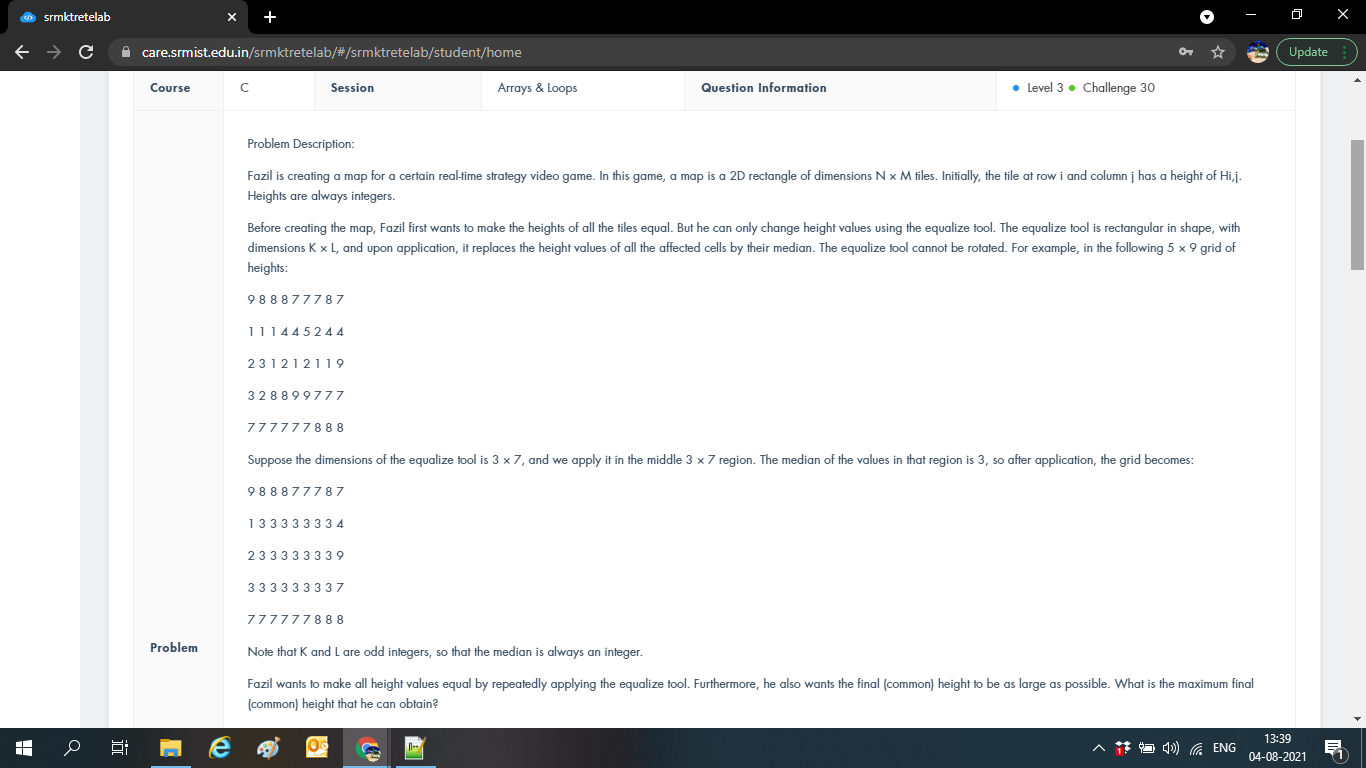 srmktretelab
care.srmist.edu.in/srmktretelab/#/srmktretelab/student/home
Update
Course C Session Arrays & Loops Question Information Level 3 Challenge 30
Problem Description:
Fazil is creating a map for a certain real-time strategy video game. In this game, a map is a 2D rectangle of dimensions N × M tiles. Initially, the tile at row i and column j has a height of Hi,j.
Heights are always integers.
Before creating the map, Fazil first wants to make the heights of all the tiles equal. But he can only change height values using the equalize tool. The equalize tool is rectangular in shape, with
dimensions K × L, and upon application, it replaces the height values of all the affected cells by their median. The equalize tool cannot be rotated. For example, in the following 5 × 9 grid of
heights:
9 8 8 8 7 7 7 8 7
1 1 1 4 4 5 2 4 4
2 3 1 2 1 2 1 1 9
3 2 8 8 9 9 7 7 7
7 7 7 7 7 7 8 8 8
Suppose the dimensions of the equalize tool is 3 × 7, and we apply it in the middle 3 × 7 region. The median of the values in that region is 3, so after application, the grid becomes:
9 8 8 8 7 7 7 8 7
1 3 3 3 3 3 3 3 4
2 3 3 3 3 3 3 3 9
3 3 3 3 3 3 3 3 7
7 7 7 7 7 7 8 8 8
Problem
Note that K and L are odd integers, so that the median is always an integer.
Fazil wants to make all height values equal by repeatedly applying the equalize tool. Furthermore, he also wants the final (common) height to be as large as possible. What is the maximum final
(common) height that he can obtain?
ENG
13:39
04-08-2021
1